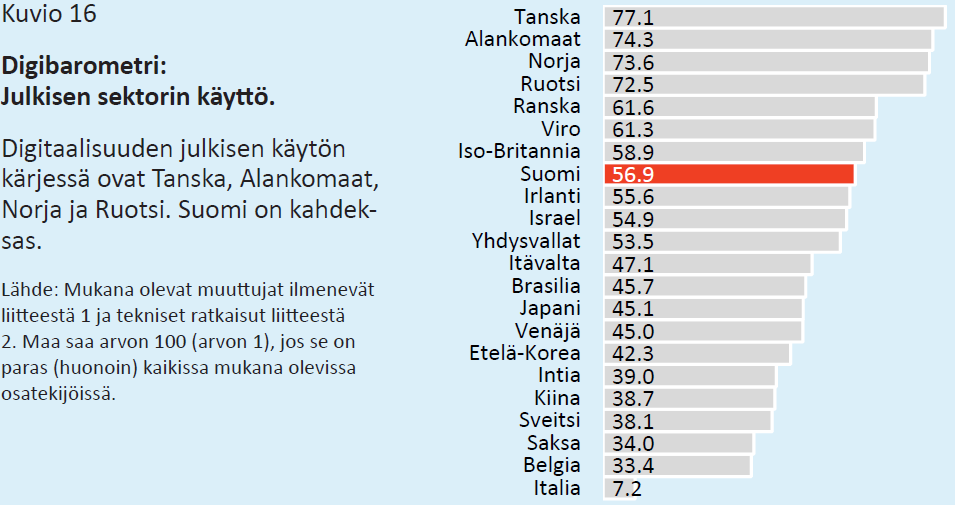 Kuvio 16
Digibarometri:
Julkisen sektorin käyttö.
Digitaalisuuden julkisen käytön
kärjessä ovat Tanska, Alankomaat,
Norja ja Ruotsi. Suomi on kahdek-
sas.
Lähde: Mukana olevat muuttujat ilmenevät
liitteestä 1 ja tekniset ratkaisut liitteestä
2. Maa saa arvon 100 (arvon 1), jos se on
paras (huonoin) kaikissa mukana olevissa
osatekijöissä.
Tanska 77.1
Alankomaat 74.3
Norja 73.6
Ruotsi 72.5
Ranska 61.6
Viro 61.3
Iso-Britannia 58.9
Suomi 56.9
Irlanti 55.6
Israel 54.9
Yhdysvallat 53.5
Itävalta 47.1
Brasilia 45.7
Japani 45.1
Venäjä 45.0
Etelä-Korea 42.3
Intia 39.0
Kiina 38.7
Sveitsi 38.1
Saksa 34.0
Belgia 33.4
Italia 7.2